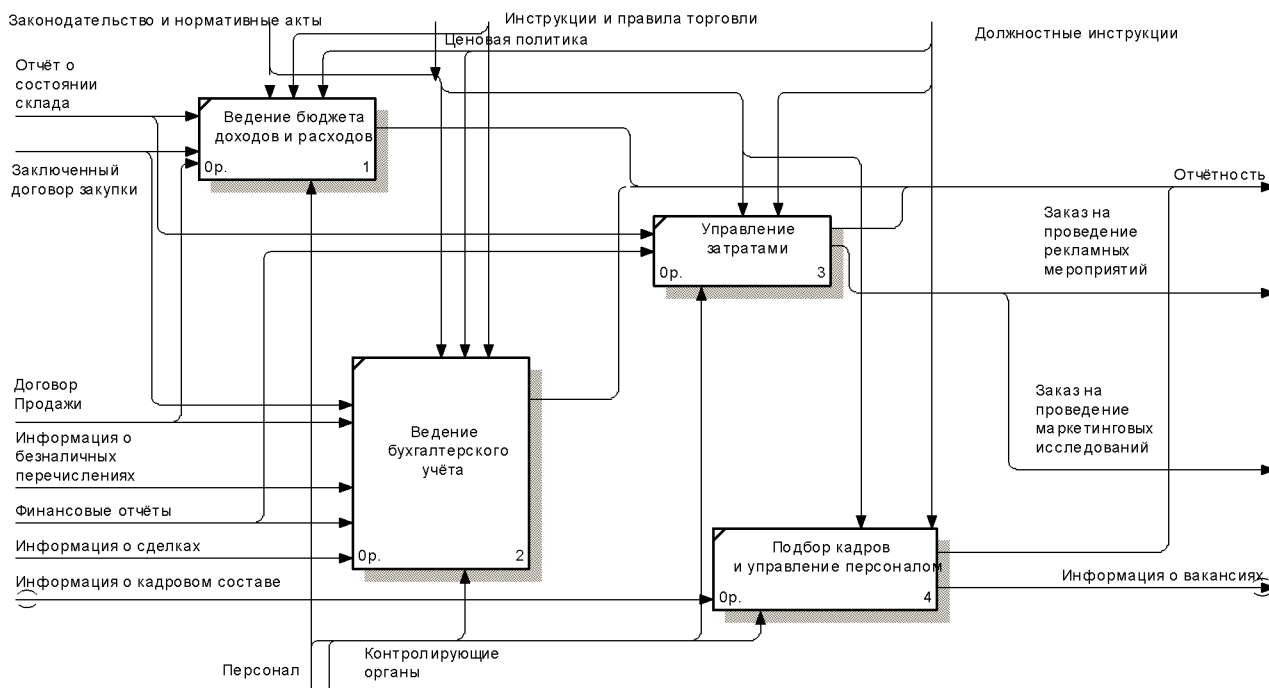 Законодательство и нормативные акты
Инструкции и правила торговли
Ценовая политика
Должностные инструкции
Отчёт о
состоянии
склада
Ведение бюджета
доходов и расходов
0р.
1
Заключенный
договор закупки
Отчётность
Управление
затратами
0р.
3
Заказ на
проведение
рекламных
мероприятий
Договор
Продажи
Заказ на
проведение
маркетинговых
исследований
Информация о
безналичных
перечислениях
Ведение
бухгалтерского
учёта
0р.
2
Финансовые отчёты
Информация о сделках
Информация о кадровом составе
Подбор кадров
и управление персоналом
0р.
4
Информация о вакансиях
Персонал
Контролирующие
органы